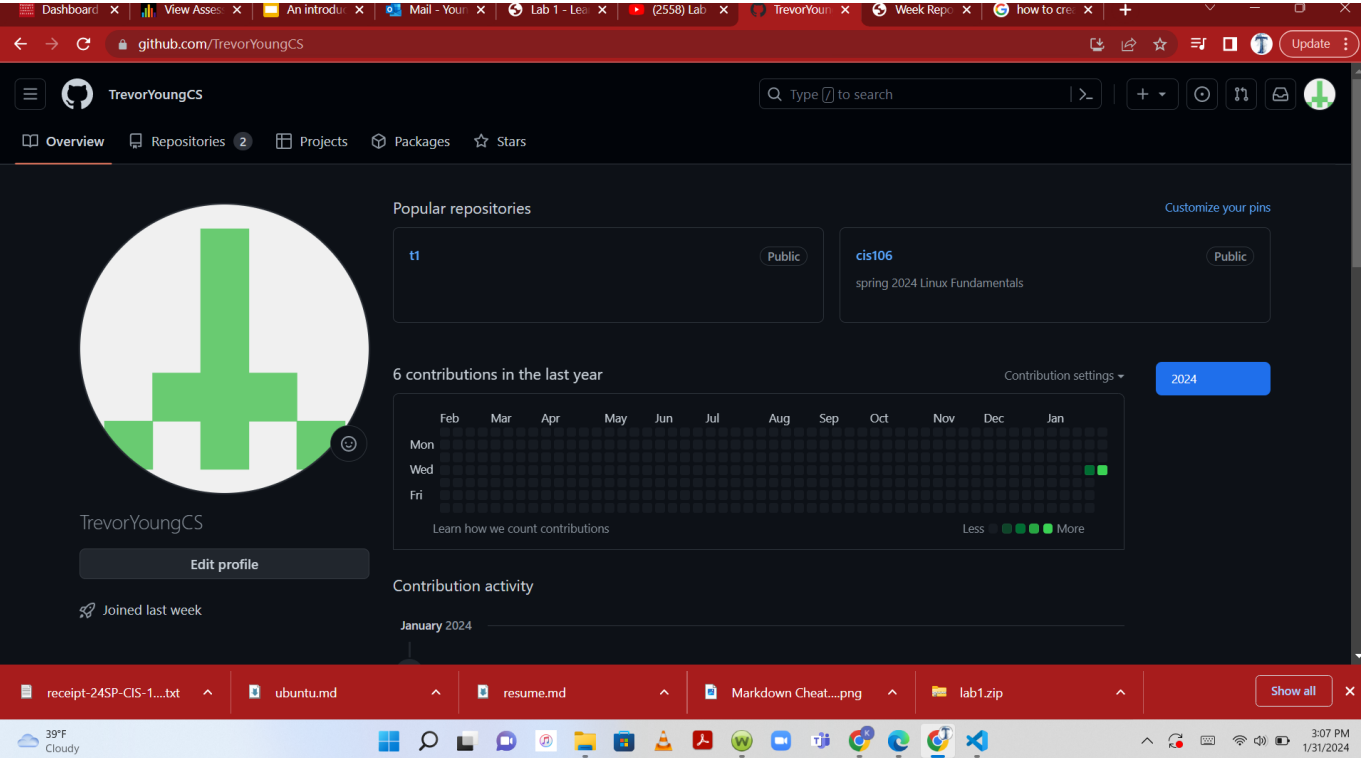 Dashboard
View Asses
An introduc
Mail - Youn
Lab 1 - Lea
(2558) Lab
TrevorYoun
Week Repo
how to crea
github.com/TrevorYoungCS
Update
TrevorYoungCS
Type / to search
Overview
Repositories 2
Projects
Packages
Stars
Popular repositories
Customize your pins
t1
Public
cis106
Public
spring 2024 Linux Fundamentals
6 contributions in the last year
Contribution settings
2024
Feb Mar Apr May Jun Jul Aug Sep Oct Nov Dec Jan
Mon
Wed
Fri
Learn how we count contributions
Less More
TrevorYoungCS
Edit profile
Joined last week
Contribution activity
January 2024
receipt-24SP-CIS-1....txt
ubuntu.md
resume.md
Markdown Cheat....png
lab1.zip
Show all
39°F
Cloudy
3:07 PM
1/31/2024